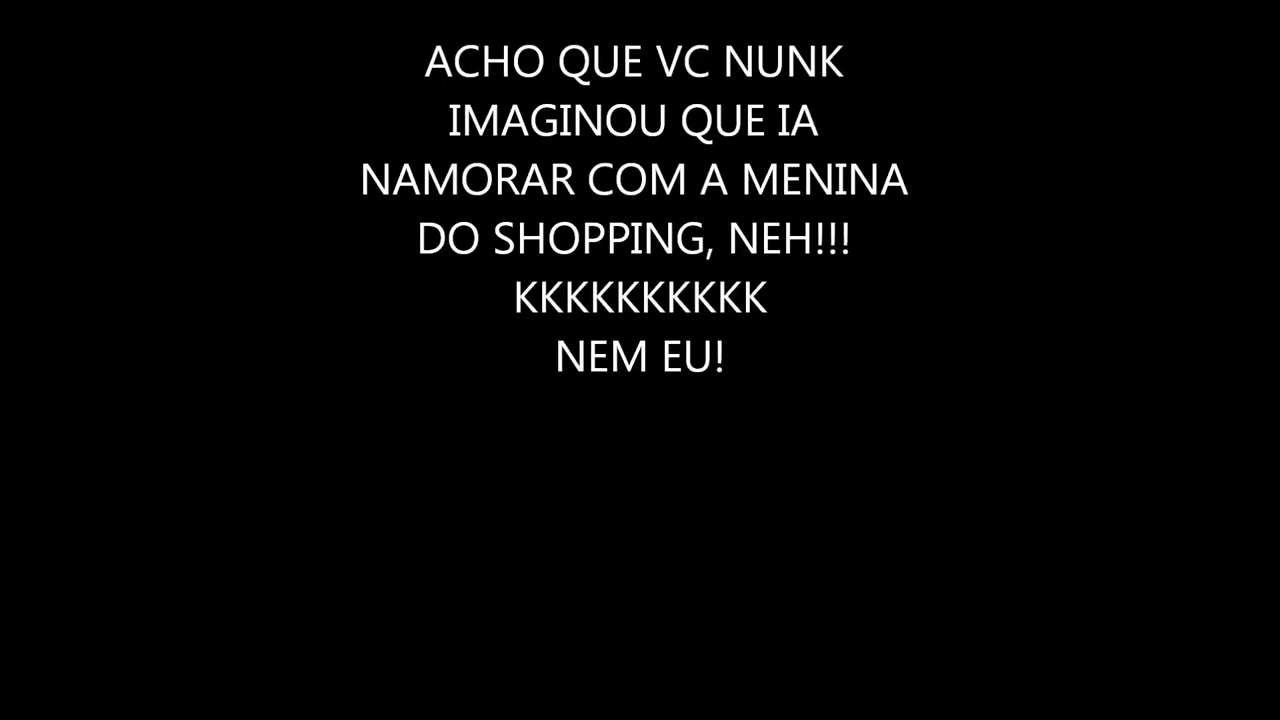 ACHO QUE VC NUNK
IMAGINOU QUE IA
NAMORAR COM A MENINA
DO SHOPPING, NEH!!!
KKKKKKKKKK
NEM EU!